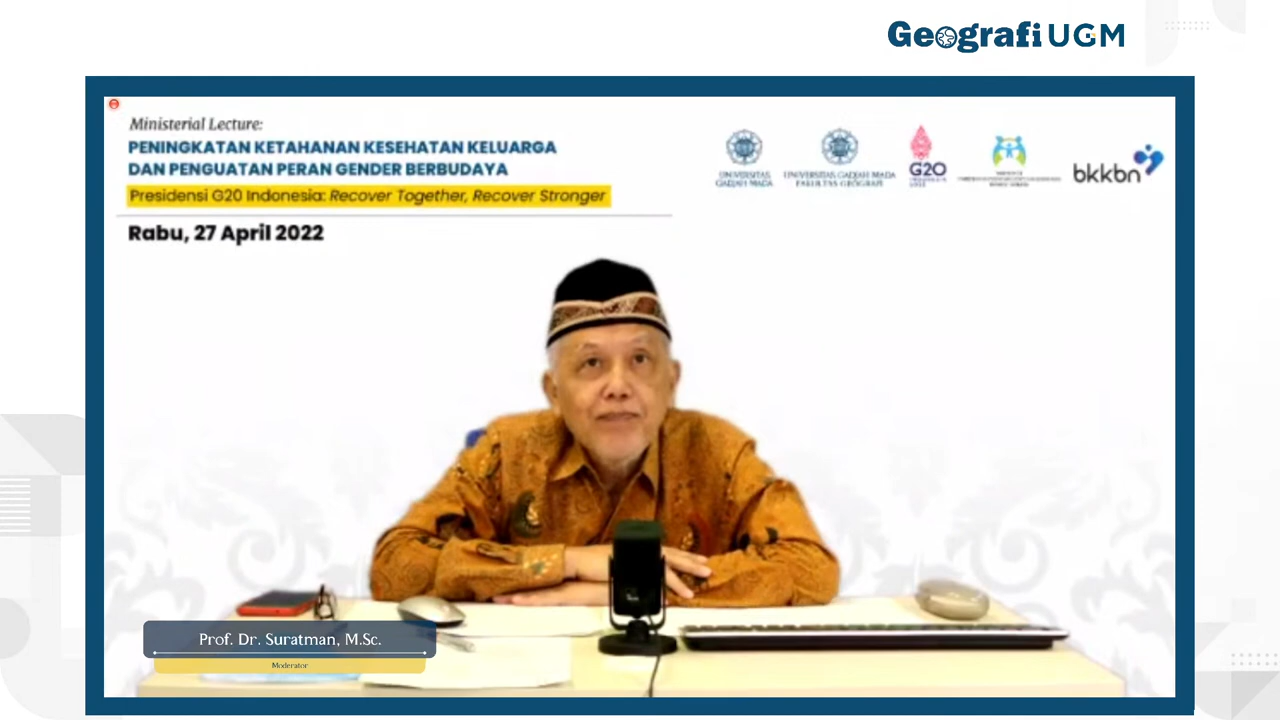 Geografi UGM
Ministerial Lecture:
PENINGKATAN KETAHANAN KESEHATAN KELUARGA
DAN PENGUATAN PERAN GENDER BERBUDAYA
Presidensi G20 Indonesia: Recover Together, Recover Stronger
Rabu, 27 April 2022
UNIVERSITAS
GADJAH MADA
UNIVERSITAS GADJAH MADA
FAKULTAS GEOGRAFI
G20
bkkbn
Prof. Dr. Suratman, M.Sc.
Moderator